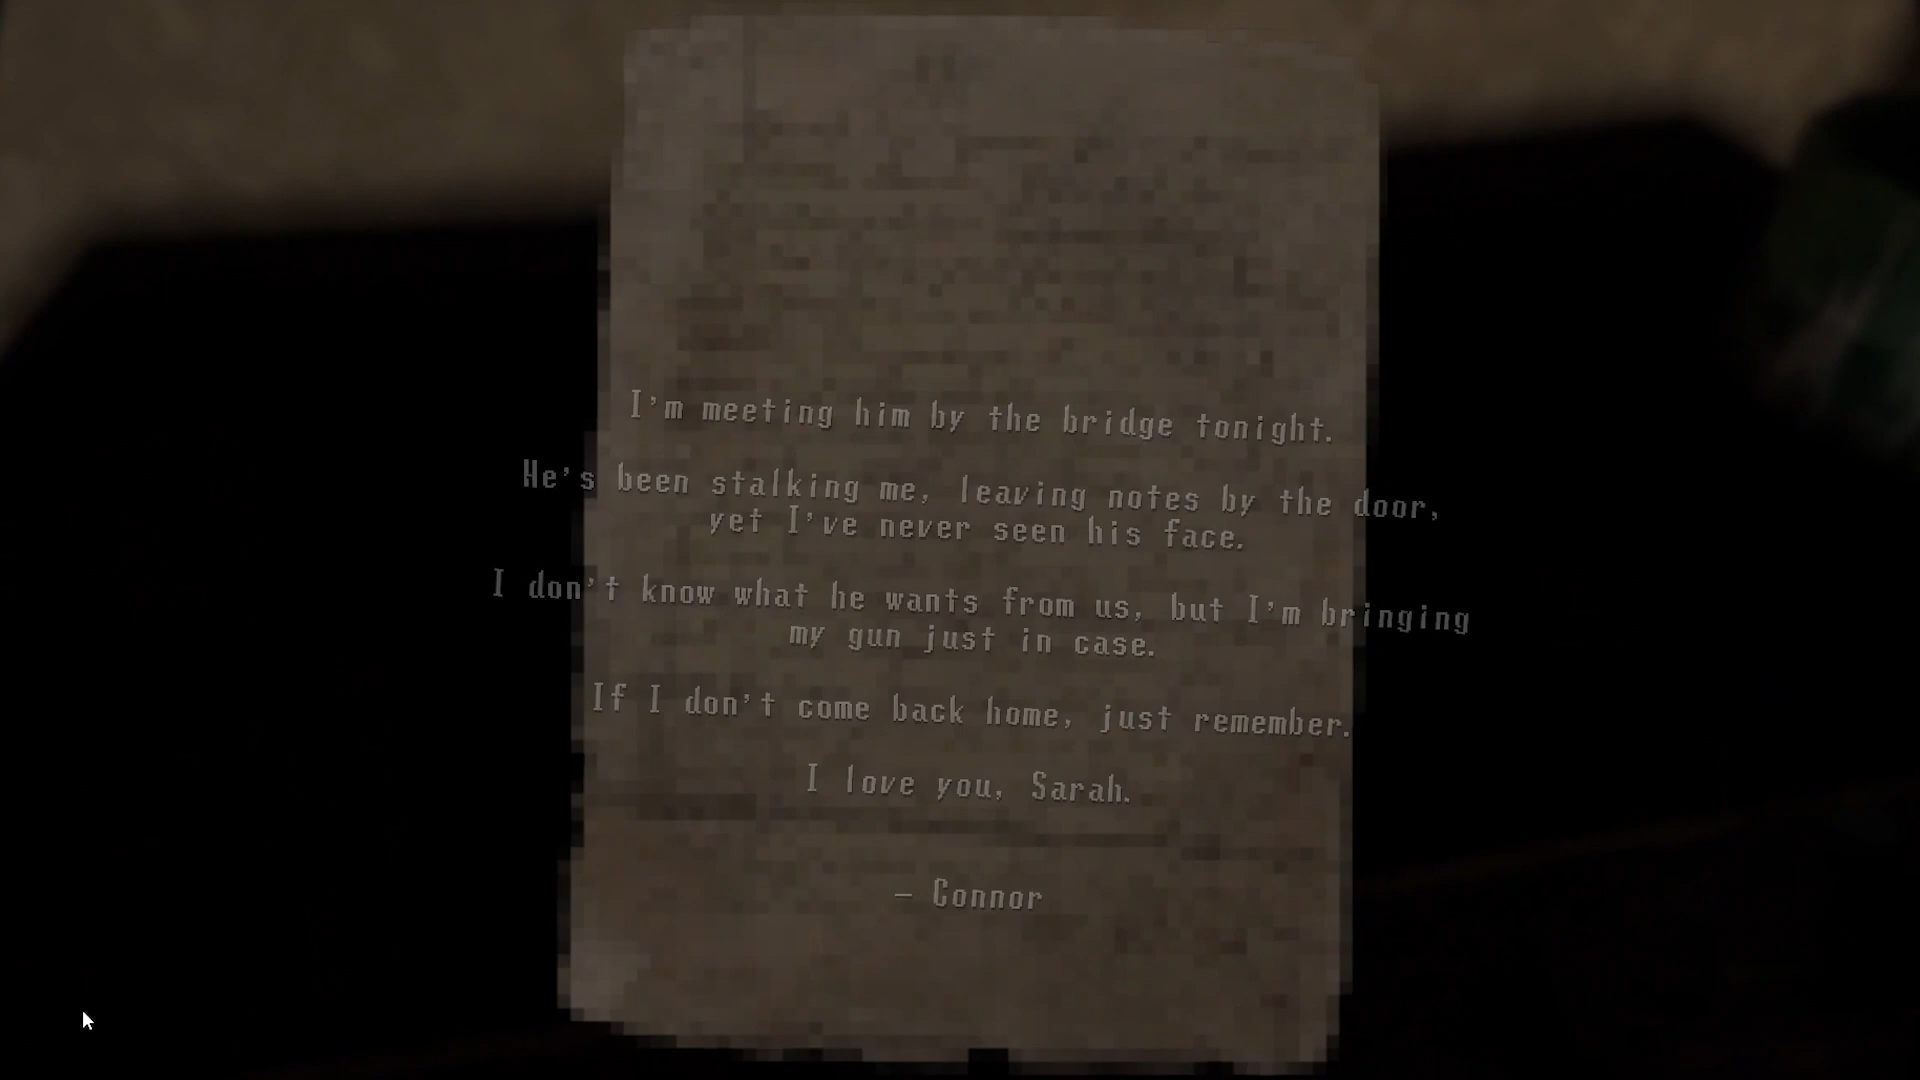 I'm meeting him by the bridge tonight.
He's been stalking me, leaving notes by the door,
yet I've never seen his face.
I don't know what he wants from us, but I'm bringing
my gun just in case.
If I don't come back home, just remember.
I love you, Sarah.
– Connor